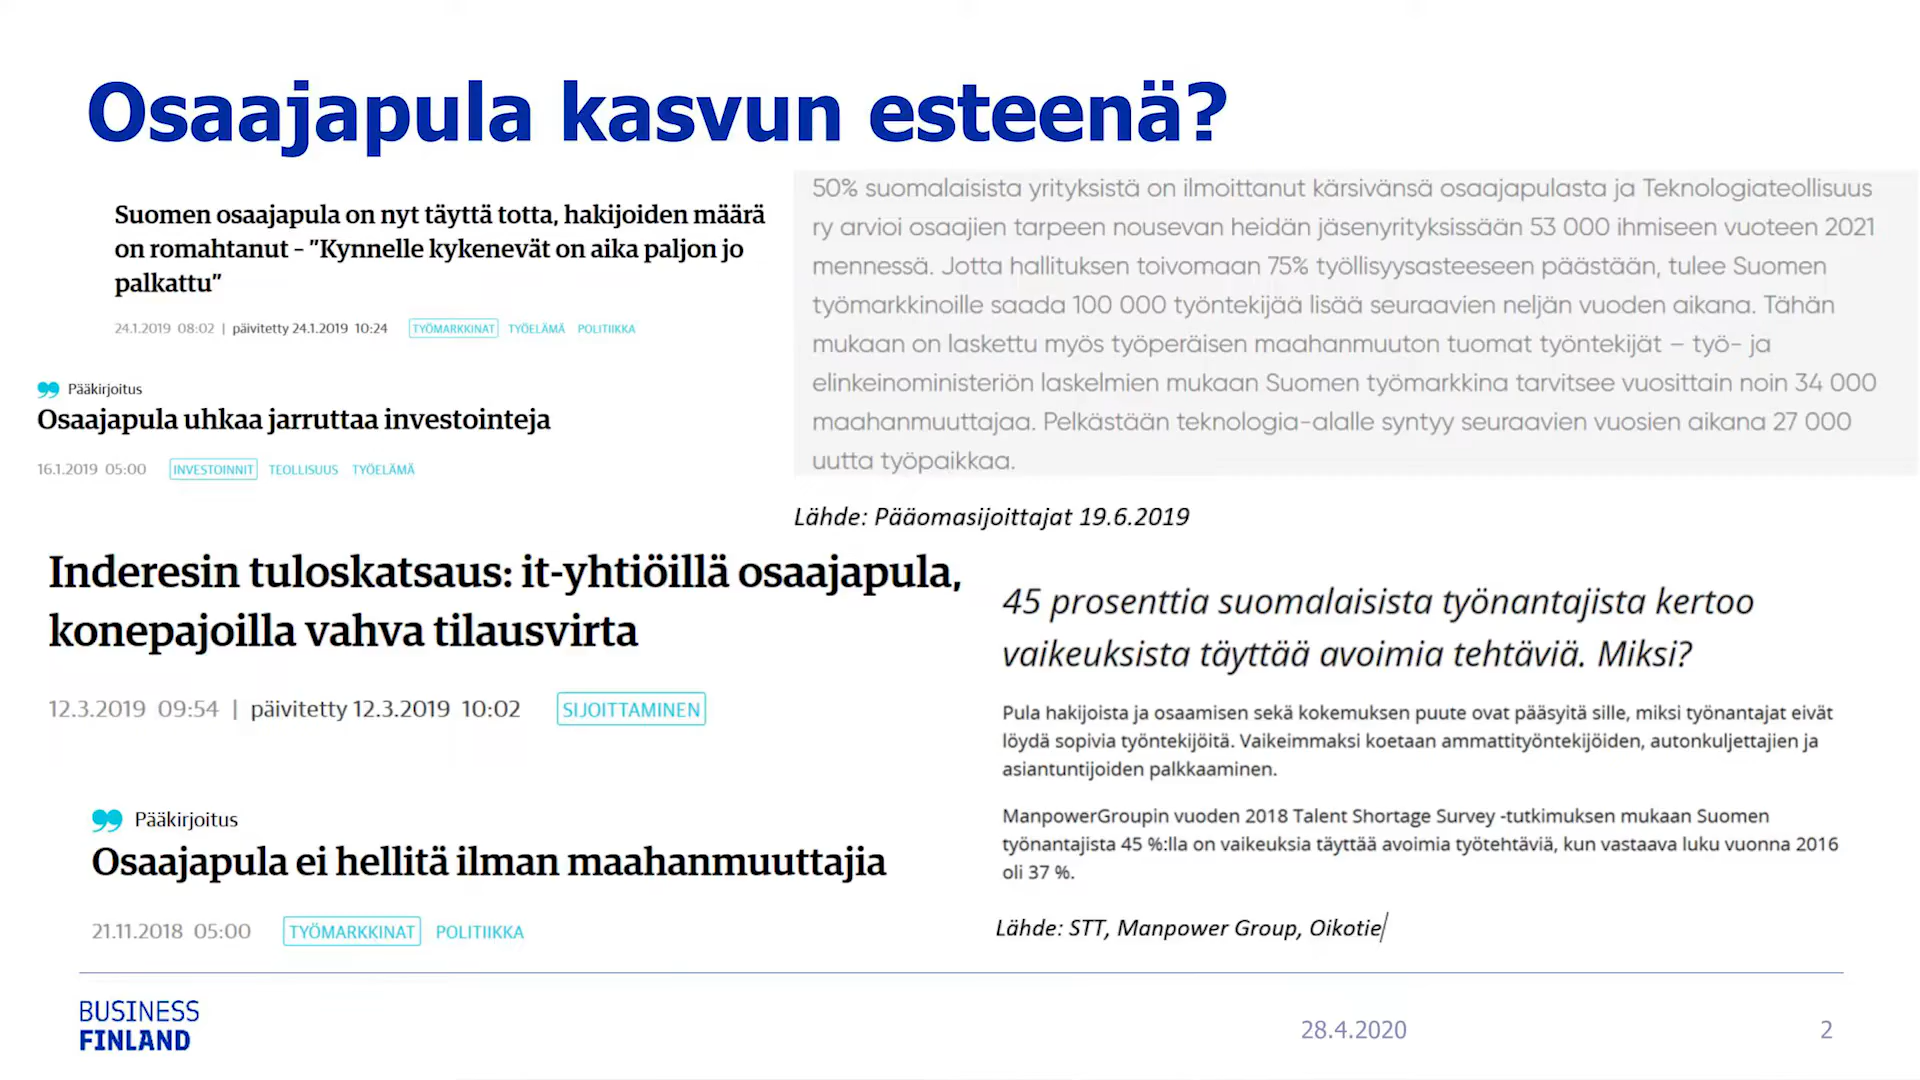 Osaajapula kasvun esteenä?
Suomen osaajapula on nyt täyttä totta, hakijoiden määrä
on romahtanut – ”Kynnelle kykenevät on aika paljon jo
palkattu”
24.1.2019 08:02 | päivitetty 24.1.2019 10:24 TYÖMARKKINAT TYÖELÄMÄ POLITIIKKA
Pääkirjoitus
Osaajapula uhkaa jarruttaa investointeja
16.1.2019 05:00 INVESTOINNIT TEOLLISUUS TYÖELÄMÄ
50% suomalaisista yrityksistä on ilmoittanut kärsivänsä osaajapulasta ja Teknologiateollisuus
ry arvioi osaajien tarpeen nousevan heidän jäsenyrityksissään 53 000 ihmiseen vuoteen 2021
mennessä. Jotta hallituksen toivomaan 75% työllisyysasteeseen päästään, tulee Suomen
työmarkkinoille saada 100 000 työntekijää lisää seuraavien neljän vuoden aikana. Tähän
mukaan on laskettu myös työperäisen maahanmuuton tuomat työntekijät – työ- ja
elinkeinoministeriön laskelmien mukaan Suomen työmarkkina tarvitsee vuosittain noin 34 000
maahanmuuttajaa. Pelkästään teknologia-alalle syntyy seuraavien vuosien aikana 27 000
uutta työpaikkaa.
Lähde: Pääomasijoittajat 19.6.2019
Inderesin tuloskatsaus: it-yhtiöillä osaajapula,
konepajoilla vahva tilausvirta
12.3.2019 09:54 | päivitetty 12.3.2019 10:02 SIJOITTAMINEN
Pääkirjoitus
Osaajapula ei hellitä ilman maahanmuuttajia
21.11.2018 05:00 TYÖMARKKINAT POLITIIKKA
45 prosenttia suomalaisista työnantajista kertoo
vaikeuksista täyttää avoimia tehtäviä. Miksi?
Pula hakijoista ja osaamisen sekä kokemuksen puute ovat pääsyitä sille, miksi työnantajat eivät
löydä sopivia työntekijöitä. Vaikeimmaksi koetaan ammattityöntekijöiden, autonkuljettajien ja
asiantuntijoiden palkkaaminen.
ManpowerGroupin vuoden 2018 Talent Shortage Survey -tutkimuksen mukaan Suomen
työnantajista 45 %:lla on vaikeuksia täyttää avoimia työtehtäviä, kun vastaava luku vuonna 2016
oli 37 %.
Lähde: STT, Manpower Group, Oikotie
BUSINESS
FINLAND
28.4.2020
2